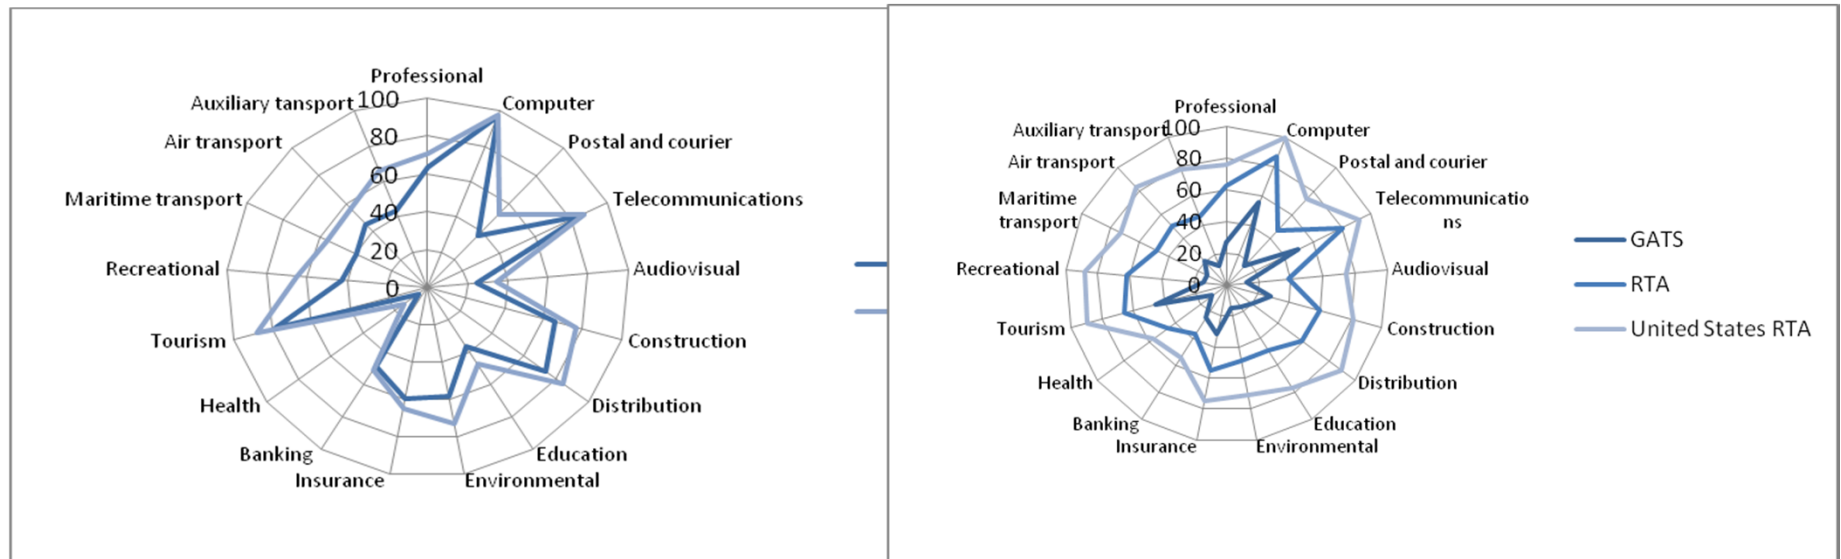 Professional
Auxiliary tansport
100
Computer
Air transport
80
Postal and courier
60
Maritime transport
Telecommunications
40
20
Recreational
Audiovisual
0
Tourism
Construction
Health
Distribution
Banking
Education
Insurance
Environmental
Professional
Auxiliary transport
100
Computer
Air transport
80
Postal and courier
60
Maritime
transport
Telecommunicatio
ns
40
20
Recreational
Audiovisual
0
Tourism
Construction
Health
Distribution
Banking
Education
Insurance
Environmental
GATS
RTA
United States RTA